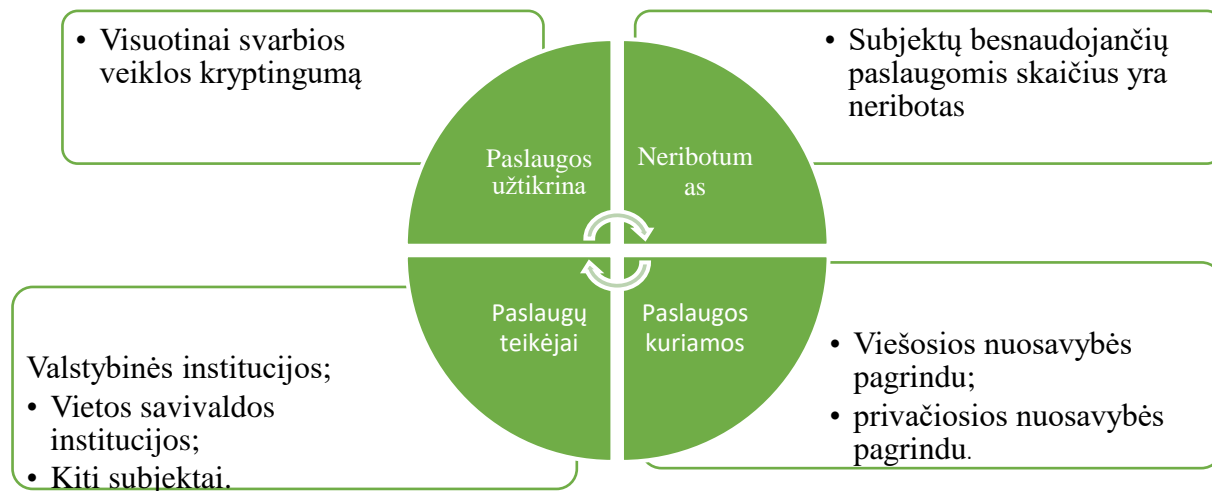 • Visuotinai svarbios
veiklos kryptingumą
• Subjektų besnaudojančių
paslaugomis skaičius yra
neribotas
Paslaugos
užtikrina
Neribotum
as
Paslaugų
teikėjai
Paslaugos
kuriamos
Valstybinės institucijos;
• Vietos savivaldos
institucijos;
• Kiti subjektai.
• Viešosios nuosavybės
pagrindu;
• privačiosios nuosavybės
pagrindu.